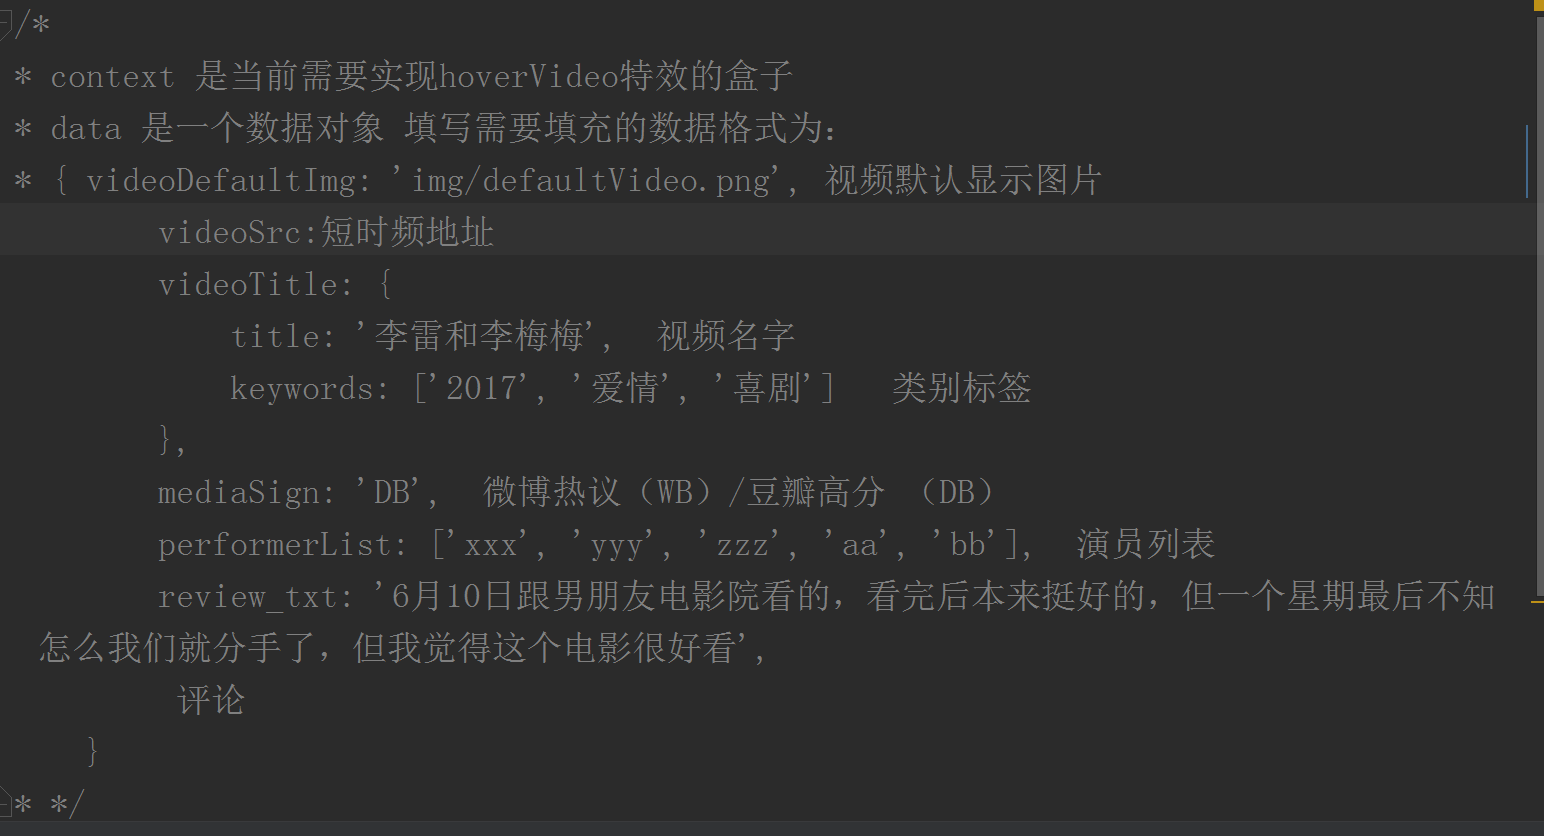 /*
* context 是当前需要实现hoverVideo特效的盒子
* data 是一个数据对象 填写需要填充的数据格式为:
* { videoDefaultImg: 'img/defaultVideo.png', 视频默认显示图片
videoSrc:短时频地址
videoTitle: {
title: '李雷和李梅梅', 视频名字
keywords: ['2017', '爱情', '喜剧'] 类别标签
},
mediaSign: 'DB', 微博热议（WB）/豆瓣高分 （DB）
performerList: ['xxx', 'yyy', 'zzz', 'aa', 'bb'], 演员列表
review_txt: '6月10日跟男朋友电影院看的，看完后本来挺好的，但一个星期最后不知
怎么我们就分手了，但我觉得这个电影很好看',
评论
}
* */